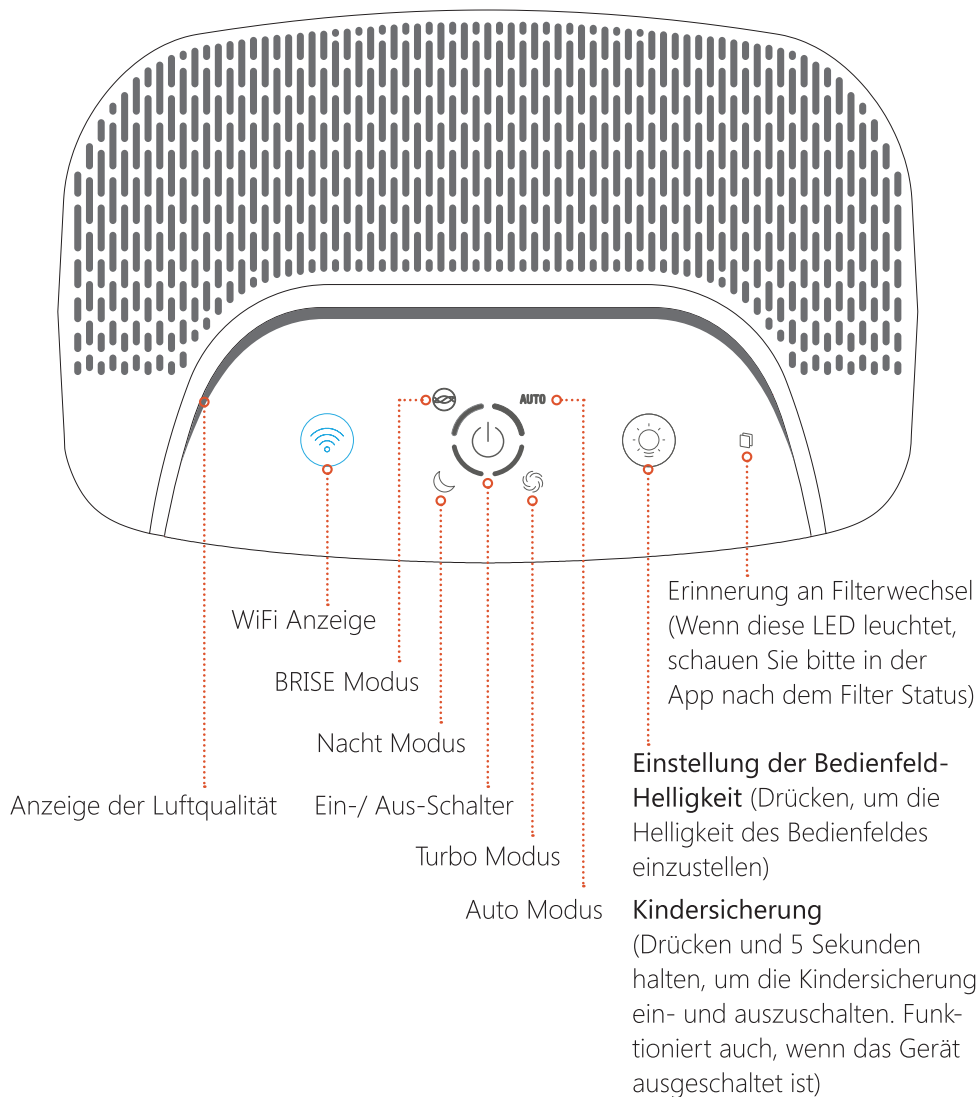 AUTO
WiFi Anzeige
BRISE Modus
Nacht Modus
Anzeige der Luftqualität
Ein-/ Aus-Schalter
Turbo Modus
Auto Modus
Erinnerung an Filterwechsel
(Wenn diese LED leuchtet,
schauen Sie bitte in der
App nach dem Filter Status)
Einstellung der Bedienfeld-
Helligkeit (Drücken, um die
Helligkeit des Bedienfeldes
einzustellen)
Kindersicherung
(Drücken und 5 Sekunden
halten, um die Kindersicherung
ein- und auszuschalten. Funk-
tioniert auch, wenn das Gerät
ausgeschaltet ist)